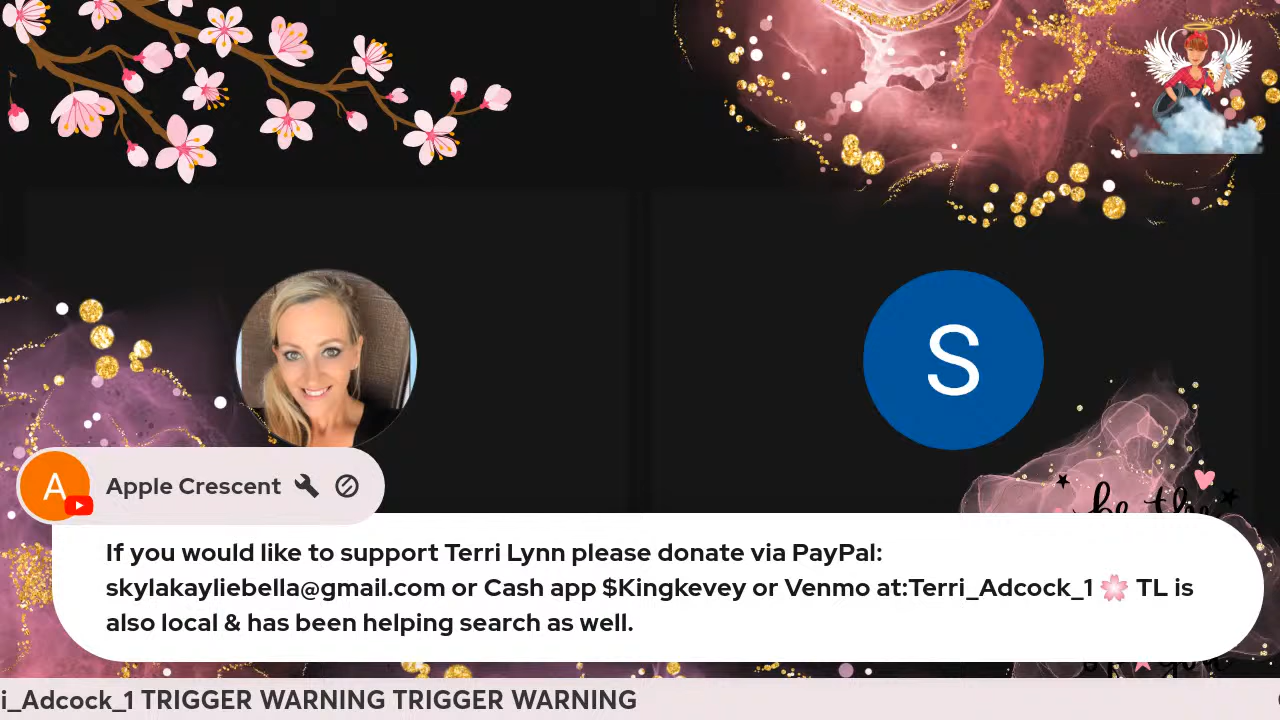 S
A
Apple Crescent
be the
If you would like to support Terri Lynn please donate via PayPal:
skylakayliebella@gmail.com or Cash app $Kingkevey or Venmo at:Terri_Adcock_1 🌸 TL is
also local & has been helping search as well.
i_Adcock_1 TRIGGER WARNING TRIGGER WARNING